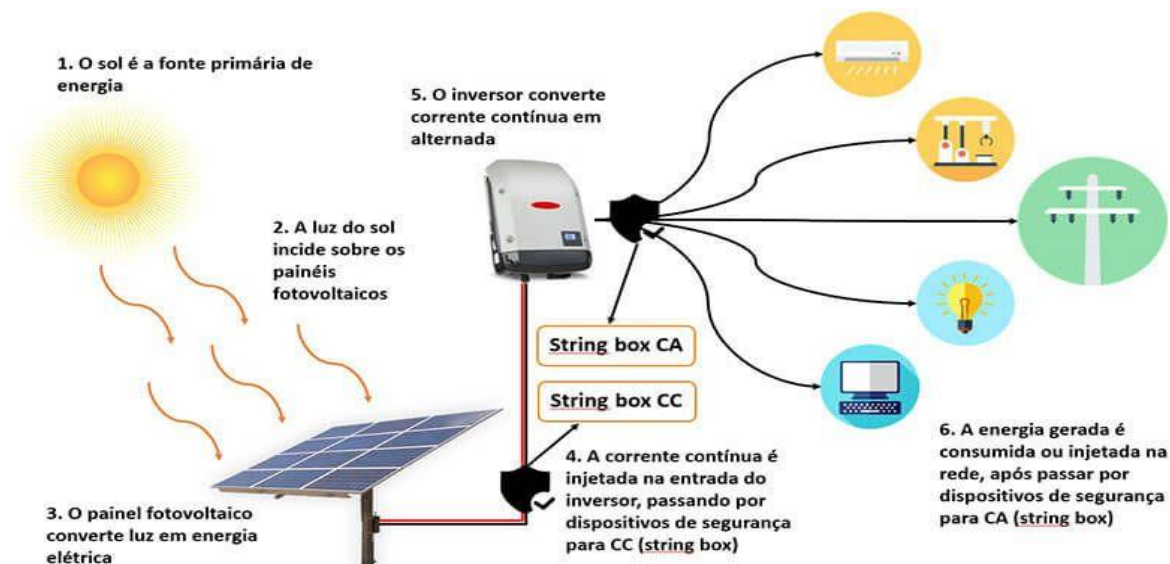 1. O sol é a fonte primária de
energia
5. O inversor converte
corrente contínua em
alternada
2. A luz do sol
incide sobre os
painéis
fotovoltaicos
String box CA
String box CC
3. O painel fotovoltaico
converte luz em energia
elétrica
4. A corrente contínua é
injetada na entrada do
inversor, passando por
dispositivos de segurança
para CC (string box)
6. A energia gerada é
consumida ou injetada na
rede, após passar por
dispositivos de segurança
para CA (string box)